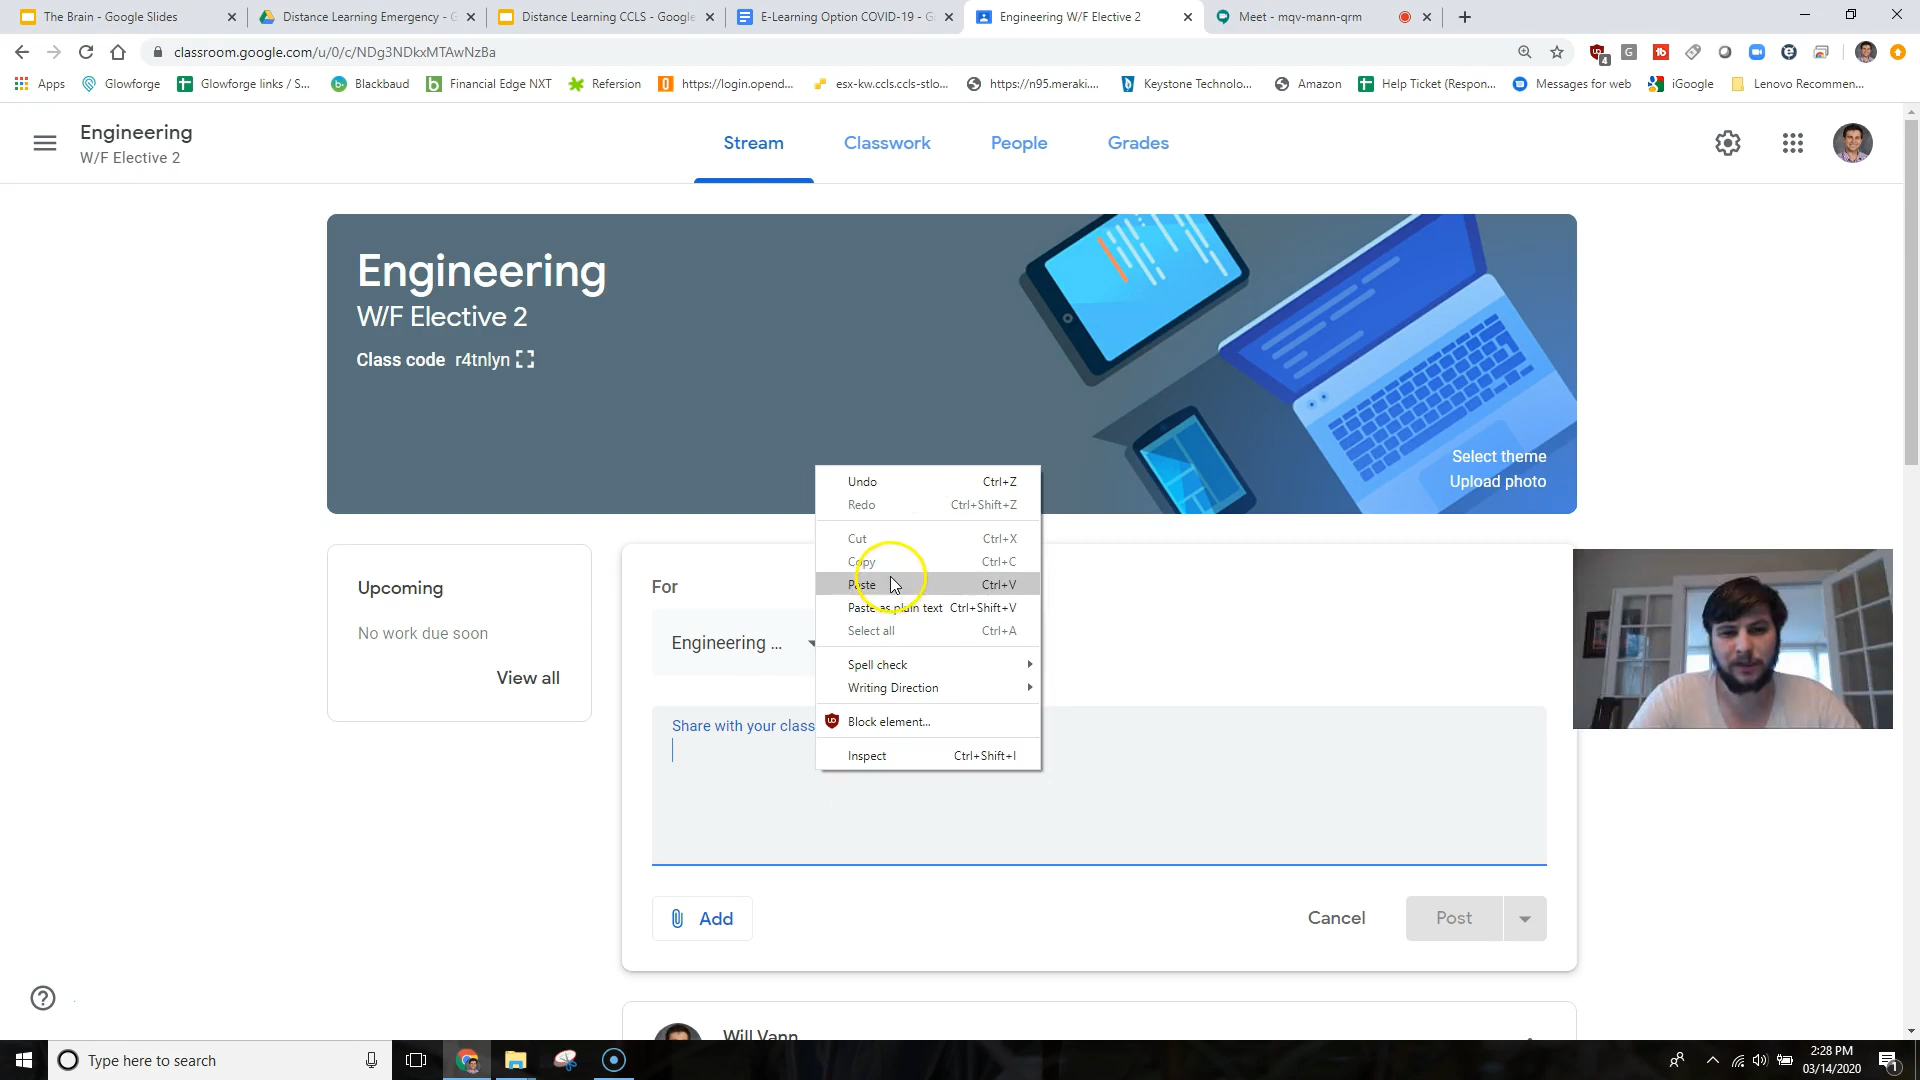 The Brain - Google Slides
Distance Learning Emergency - G
Distance Learning CCLS - Google
E-Learning Option COVID-19 - G
Engineering W/F Elective 2
Meet - mqv-mann-qrm
classroom.google.com/u/0/c/NDg3NDkxMTAwNzBa
4
Apps
Glowforge
Glowforge links / S...
Blackbaud
Financial Edge NXT
Refersion
https://login.opend...
esx-kw.ccls.ccls-stlo...
https://n95.meraki....
Keystone Technolo...
Amazon
Help Ticket (Respon...
Messages for web
iGoogle
Lenovo Recommen...
Engineering
W/F Elective 2
Stream
Classwork
People
Grades
Engineering
W/F Elective 2
Class code r4tnlyn
Select theme
Upload photo
Undo Ctrl+Z
Redo Ctrl+Shift+Z
Cut Ctrl+X
Copy Ctrl+C
Paste Ctrl+V
Paste as plain text Ctrl+Shift+V
Select all Ctrl+A
Spell check
Writing Direction
Block element...
Inspect Ctrl+Shift+I
Upcoming
No work due soon
View all
For
Engineering ...
Share with your class
Add
Cancel
Post
Will Vann
Type here to search
2:28 PM
03/14/2020
1